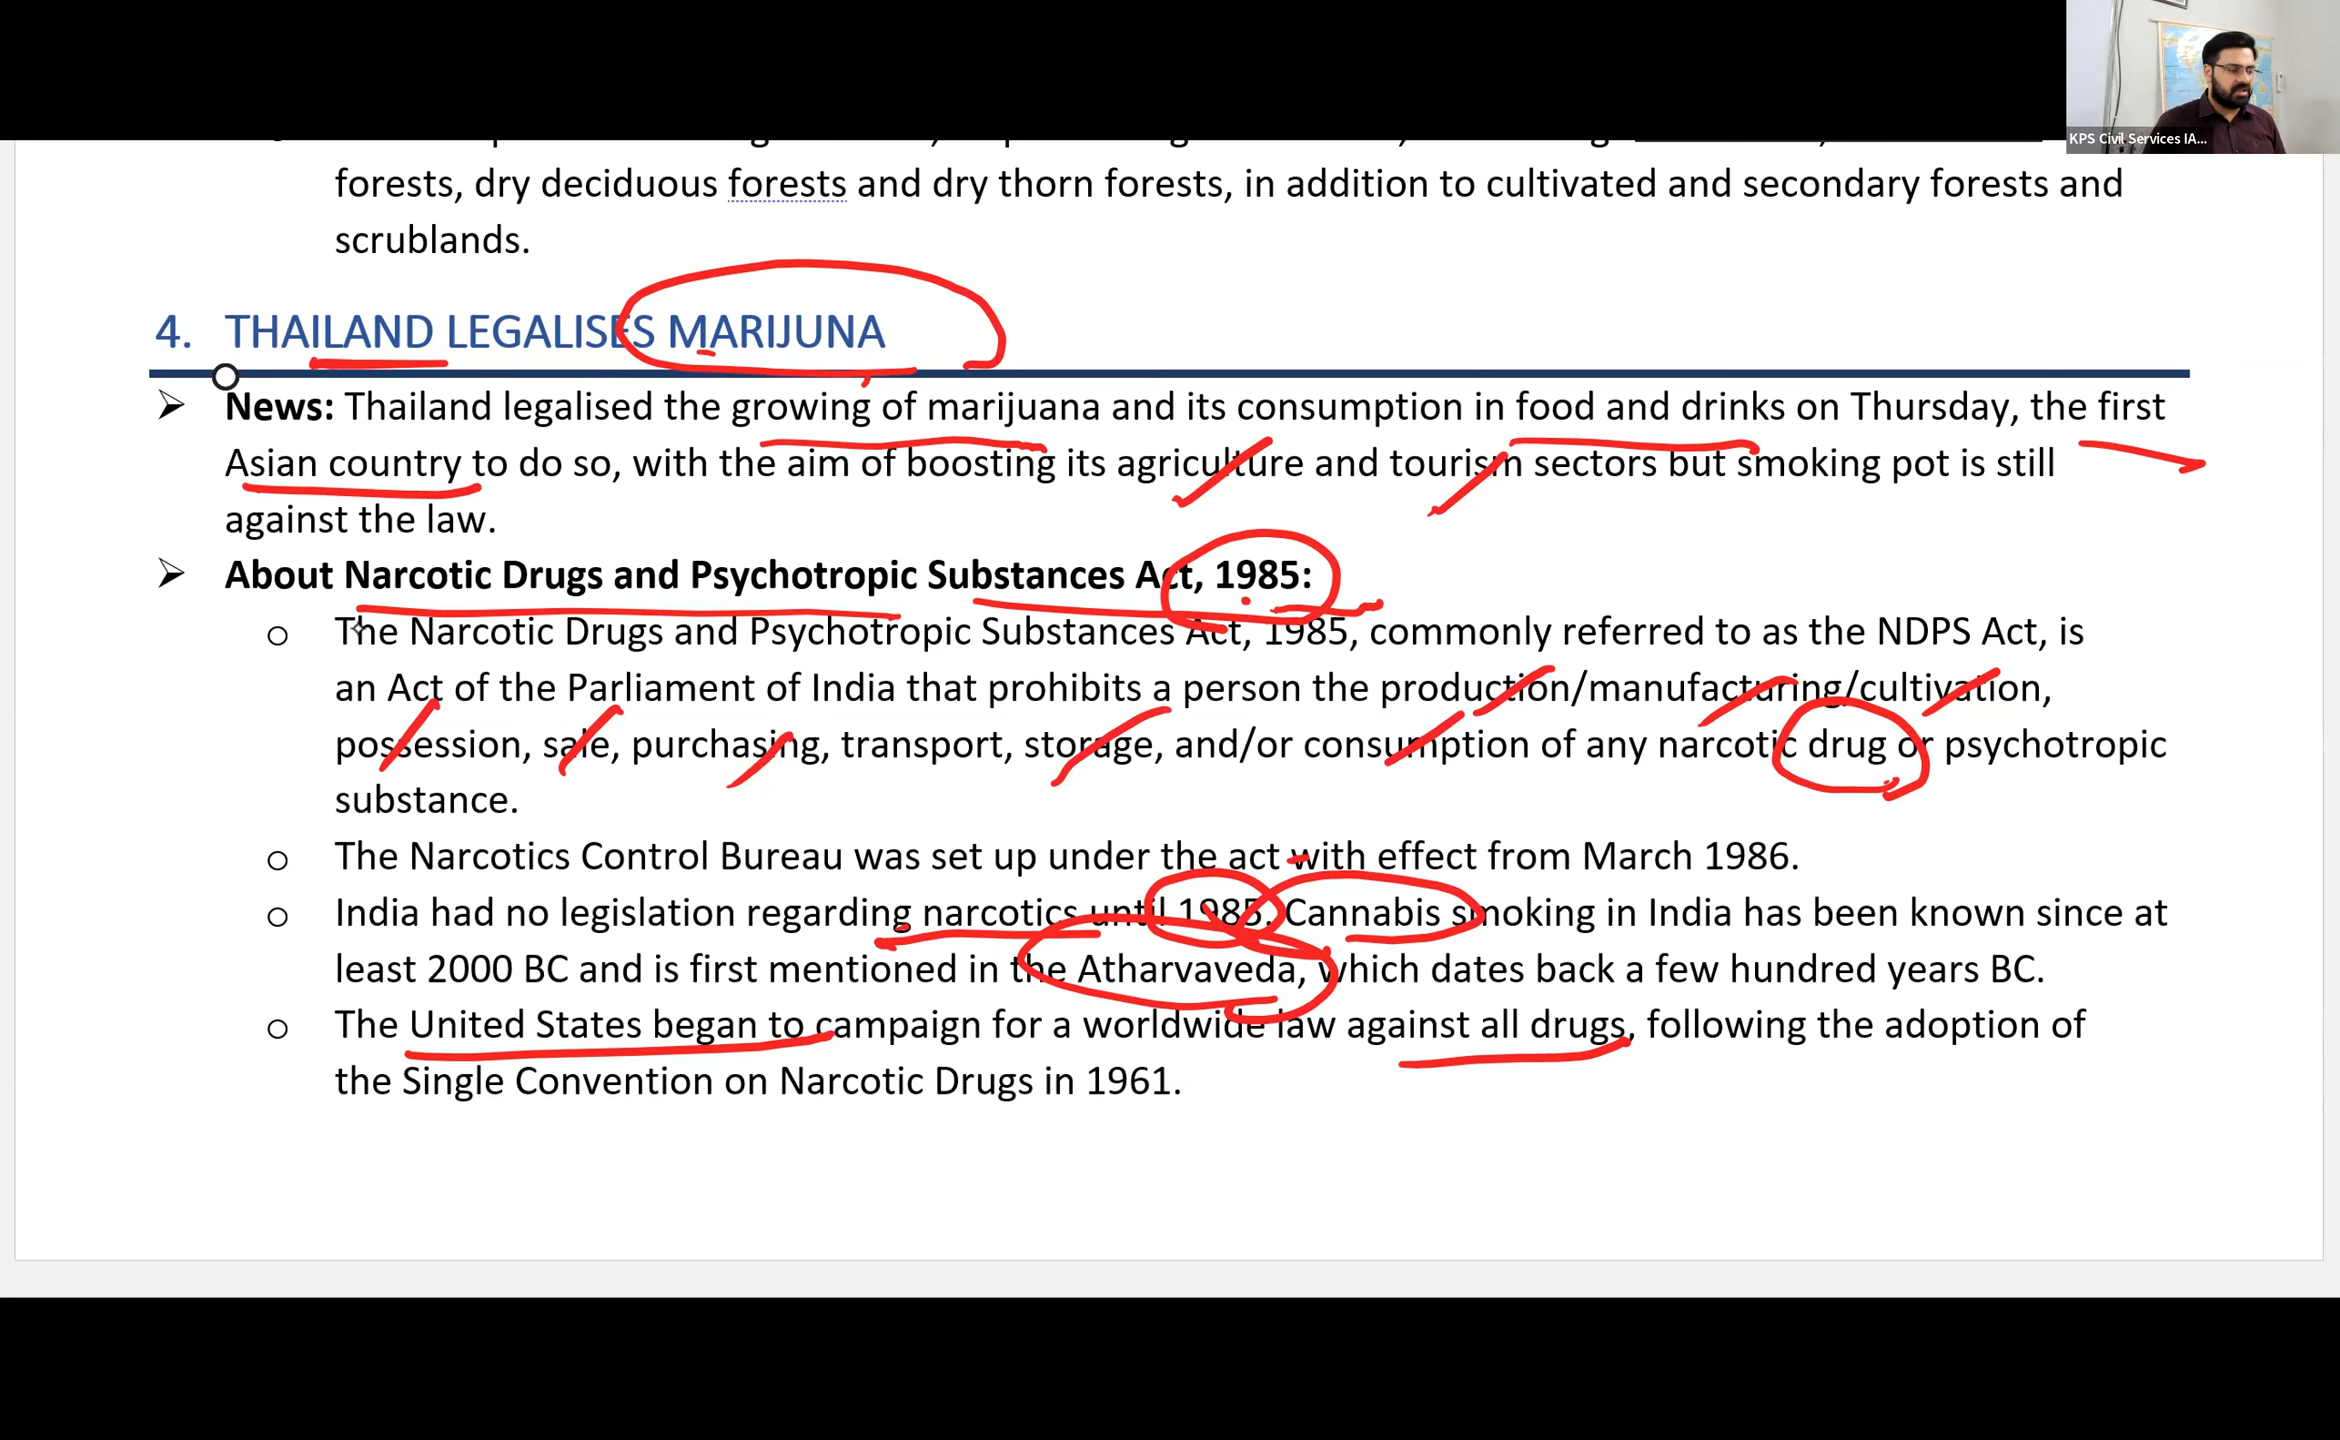 KPS Civil Services IA...
forests, dry deciduous forests and dry thorn forests, in addition to cultivated and secondary forests and
scrublands.
4. THAILAND LEGALISES MARIJUNA
➢ News: Thailand legalised the growing of marijuana and its consumption in food and drinks on Thursday, the first
Asian country to do so, with the aim of boosting its agriculture and tourism sectors but smoking pot is still
against the law.
➢ About Narcotic Drugs and Psychotropic Substances Act, 1985:
o The Narcotic Drugs and Psychotropic Substances Act, 1985, commonly referred to as the NDPS Act, is
an Act of the Parliament of India that prohibits a person the production/manufacturing/cultivation,
possession, sale, purchasing, transport, storage, and/or consumption of any narcotic drug or psychotropic
substance.
o The Narcotics Control Bureau was set up under the act with effect from March 1986.
o India had no legislation regarding narcotics until 1985. Cannabis smoking in India has been known since at
least 2000 BC and is first mentioned in the Atharvaveda, which dates back a few hundred years BC.
o The United States began to campaign for a worldwide law against all drugs, following the adoption of
the Single Convention on Narcotic Drugs in 1961.